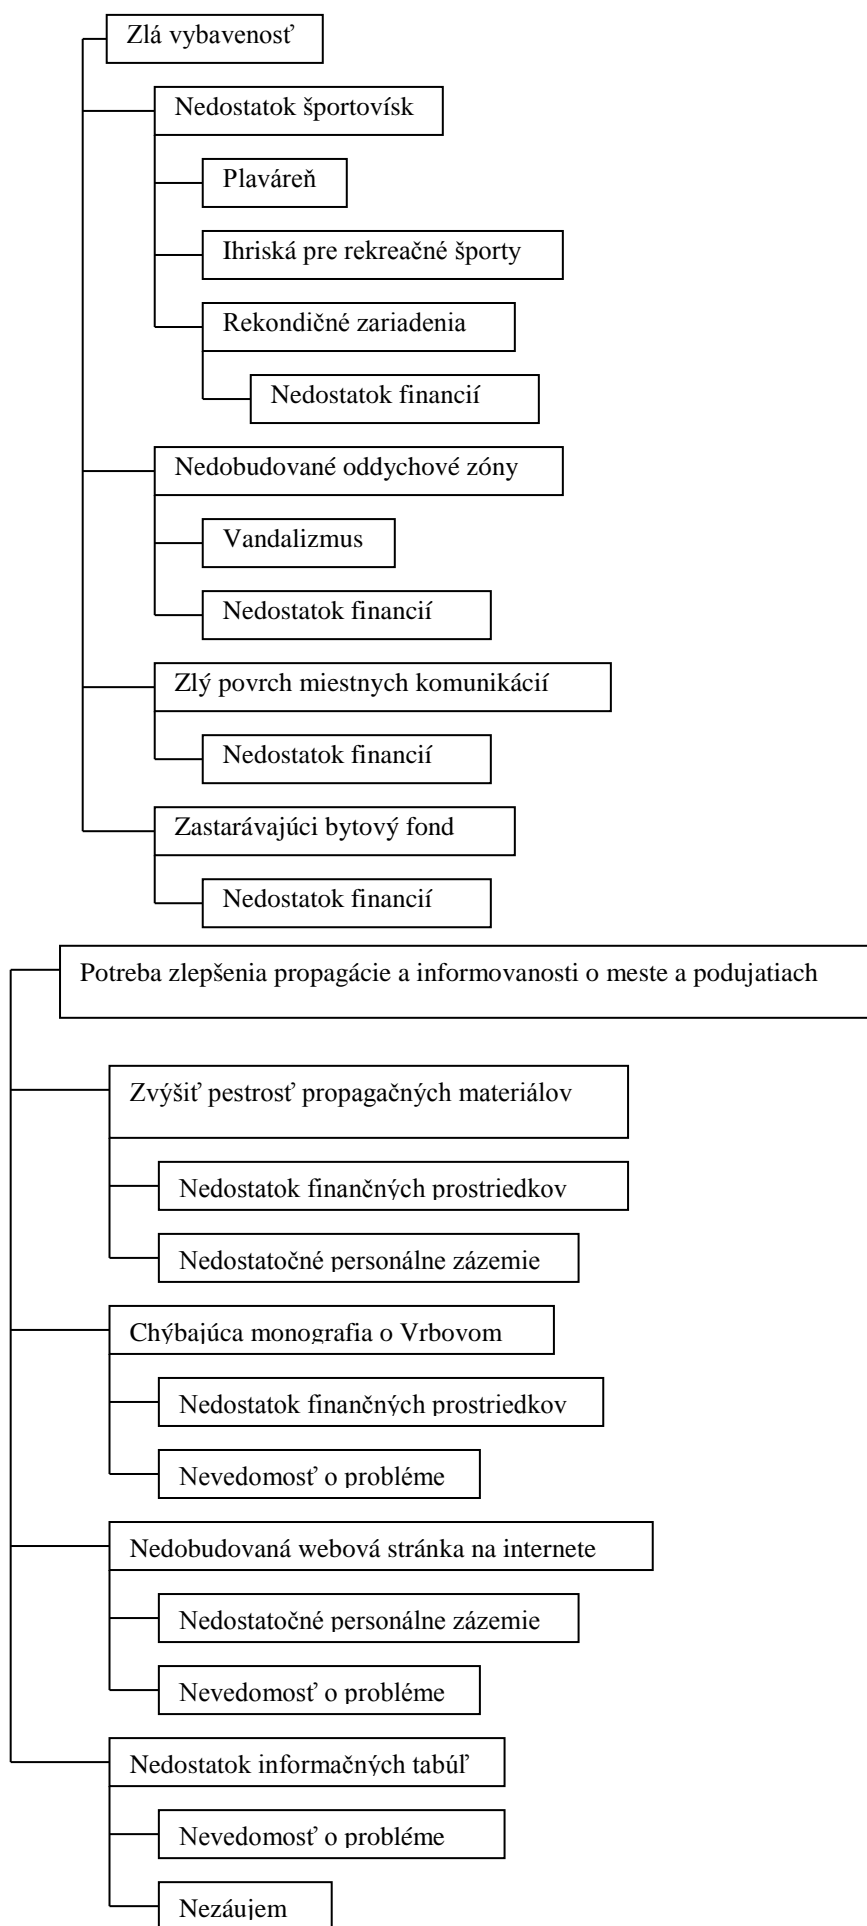 Zlá vybavenosť
Nedostatok športovísk
Plaváreň
Ihriská pre rekreačné športy
Rekondičné zariadenia
Nedostatok financií
Nedobudované oddychové zóny
Vandalizmus
Nedostatok financií
Zlý povrch miestnych komunikácií
Nedostatok financií
Zastarávajúci bytový fond
Nedostatok financií
Potreba zlepšenia propagácie a informovanosti o meste a podujatiach
Zvýšiť pestrosť propagačných materiálov
Nedostatok finančných prostriedkov
Nedostatočné personálne zázemie
Chýbajúca monografia o Vrbovom
Nedostatok finančných prostriedkov
Nevedomosť o probléme
Nedobudovaná webová stránka na internete
Nedostatočné personálne zázemie
Nevedomosť o probléme
Nedostatok informačných tabúľ
Nevedomosť o probléme
Nezáujem